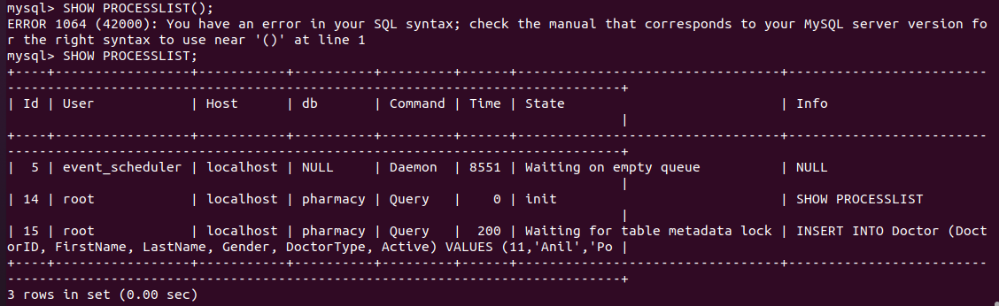 mysql> SHOW PROCESSLIST();
ERROR 1064 (42000): You have an error in your SQL syntax; check the manual that corresponds to your MySQL server version fo
r the right syntax to use near '()' at line 1
mysql> SHOW PROCESSLIST;
+----+-----------------+-----------+----------+---------+------+---------------------------------+-------------------------
-----------------------------------------------------------------------------+
| Id | User            | Host      | db       | Command | Time | State                           | Info
                                                                             |
+----+-----------------+-----------+----------+---------+------+---------------------------------+-------------------------
-----------------------------------------------------------------------------+
|  5 | event_scheduler | localhost | NULL     | Daemon  | 8551 | Waiting on empty queue          | NULL
                                                                             |
| 14 | root            | localhost | pharmacy | Query   |    0 | init                            | SHOW PROCESSLIST
                                                                             |
| 15 | root            | localhost | pharmacy | Query   |  200 | Waiting for table metadata lock | INSERT INTO Doctor (Doct
orID, FirstName, LastName, Gender, DoctorType, Active) VALUES (11,'Anil','Po |
+----+-----------------+-----------+----------+---------+------+---------------------------------+-------------------------
-----------------------------------------------------------------------------+
3 rows in set (0.00 sec)